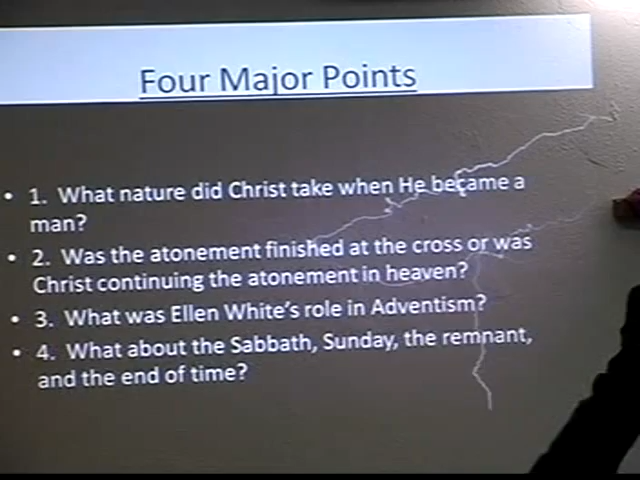 Four Major Points
• 1. What nature did Christ take when He became a
man?
• 2. Was the atonement finished at the cross or was
Christ continuing the atonement in heaven?
• 3. What was Ellen White's role in Adventism?
• 4. What about the Sabbath, Sunday, the remnant,
and the end of time?